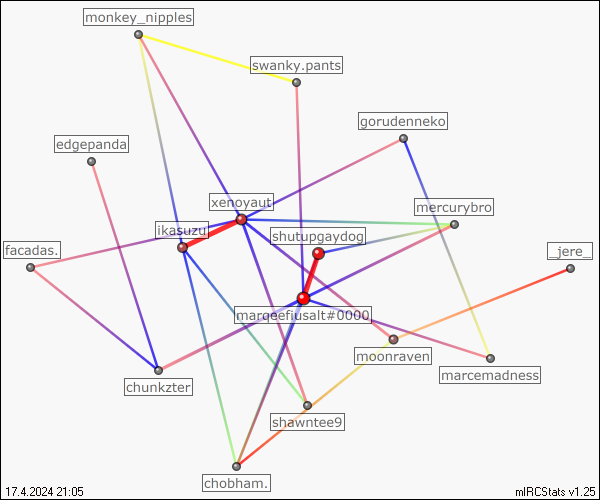 monkey_nipples
swanky.pants
gorudenneko
edgepanda
xenoyaut
mercurybro
ikasuzu
shutupgaydog
facadas.
_jere_
marqeefiusalt#0000
moonraven
marcemadness
chunkzter
shawntee9
chobham.
17.4.2024 21:05
mIRCStats v1.25